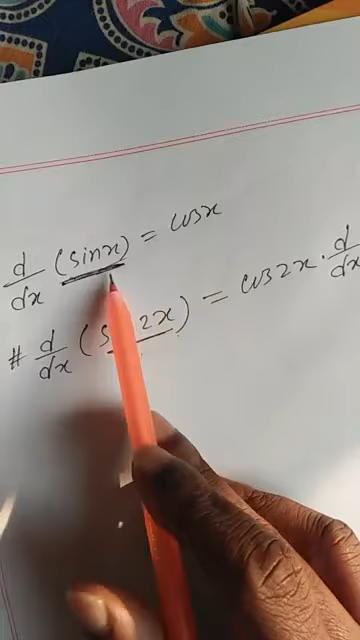 d/dx (sinx) = cosx
# d/dx (s 2x) = cos2x . d/dx